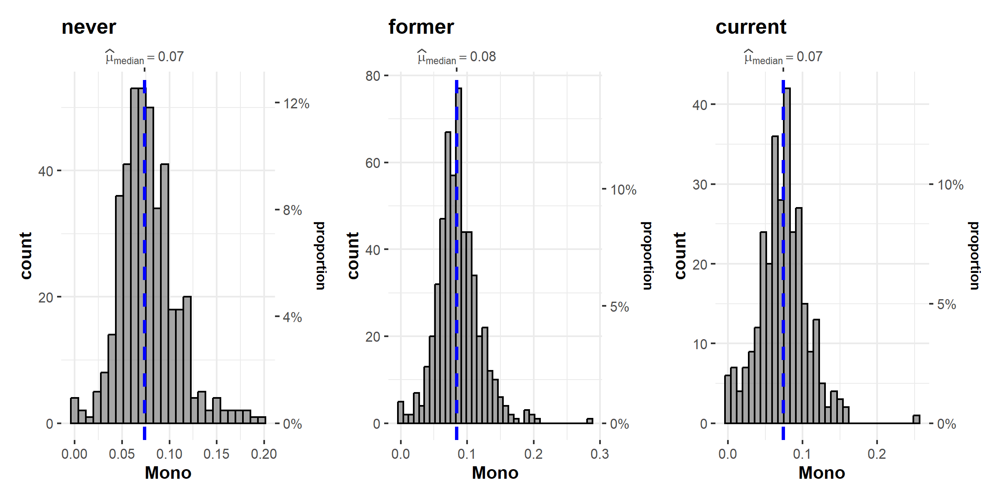 never
μ̂median = 0.07
count
40
20
0
12%
8%
4%
0%
proportion
0.00 0.05 0.10 0.15 0.20
Mono
former
μ̂median = 0.08
count
80
60
40
20
0
10%
5%
0%
proportion
0.0 0.1 0.2 0.3
Mono
current
μ̂median = 0.07
count
40
30
20
10
0
10%
5%
0%
proportion
0.0 0.1 0.2
Mono